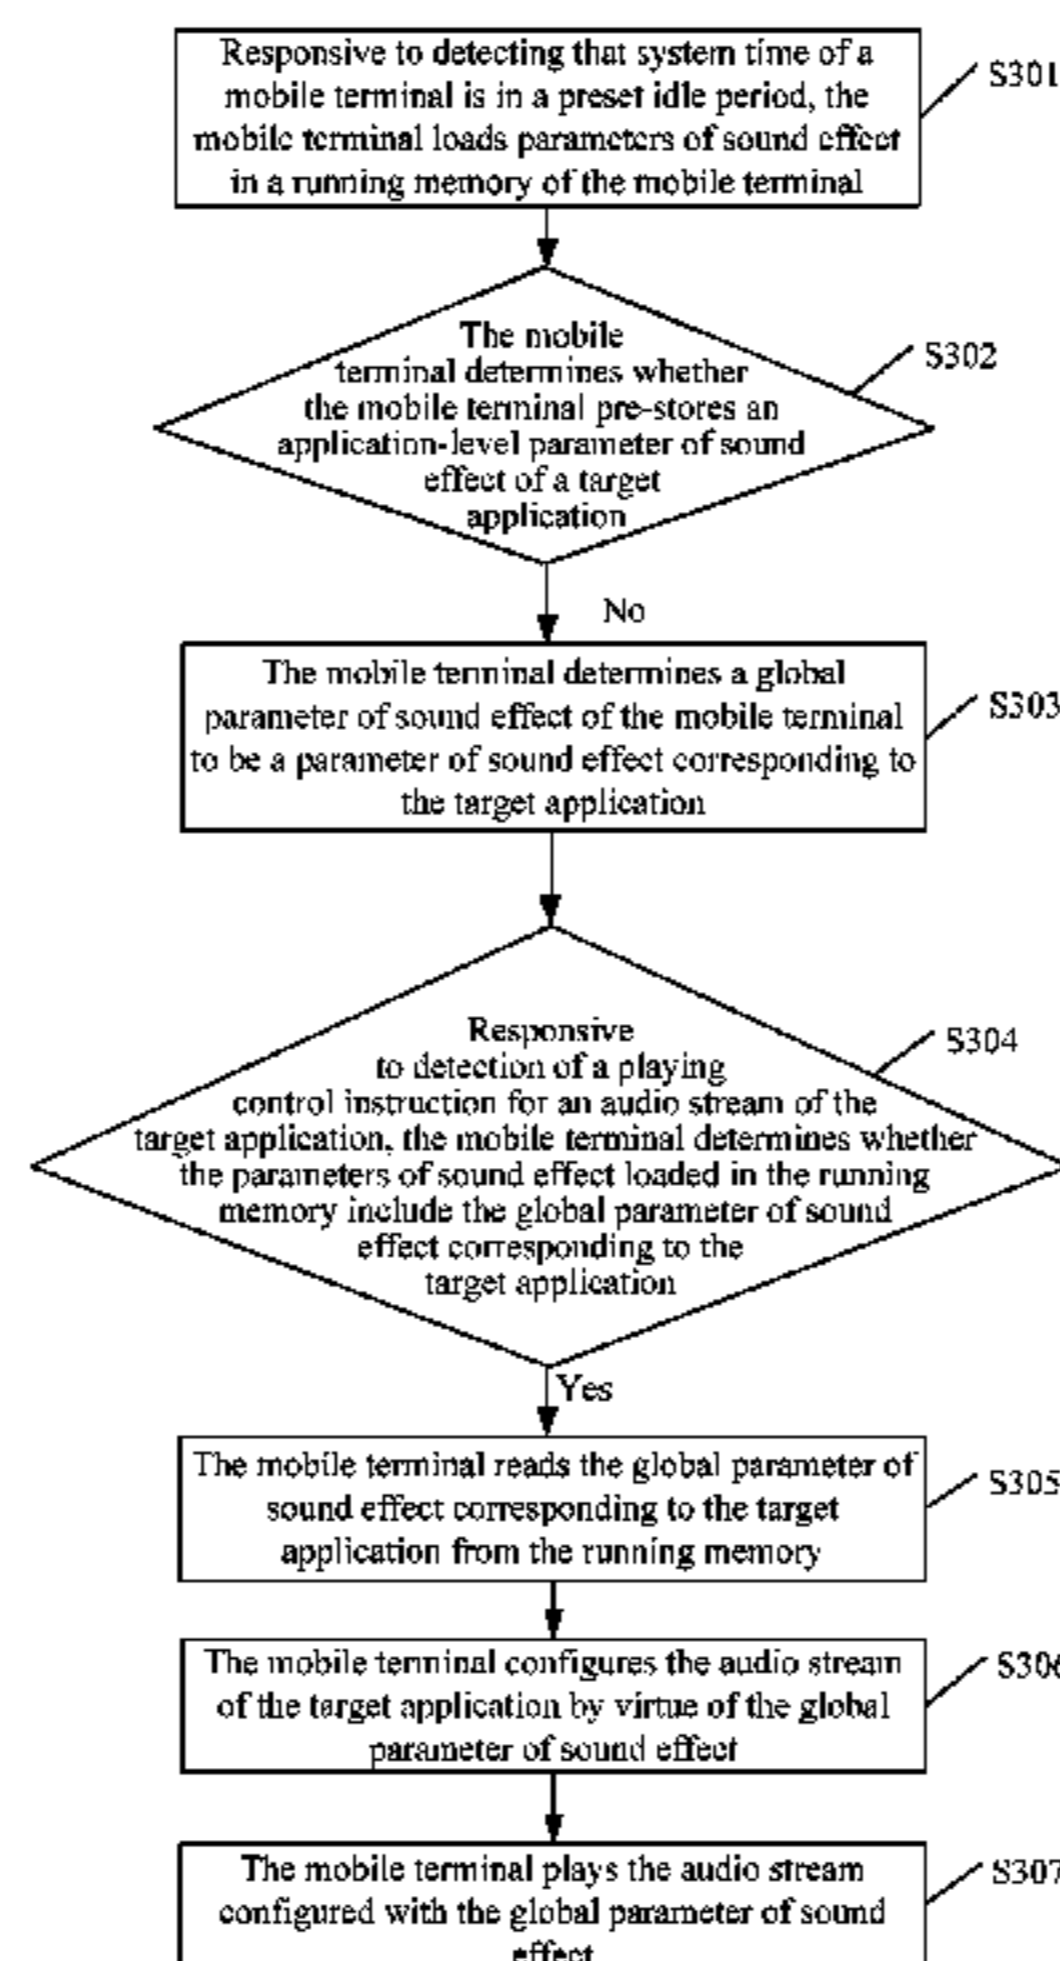 Responsive to detecting that system time of a
mobile terminal is in a preset idle period, the
mobile terminal loads parameters of sound effect
in a running memory of the mobile terminal
S301
The mobile
terminal determines whether
the mobile terminal pre-stores an
application-level parameter of sound
effect of a target
application
S302
No
The mobile terminal determines a global
parameter of sound effect of the mobile terminal
to be a parameter of sound effect corresponding to
the target application
S303
Responsive
to detection of a playing
control instruction for an audio stream of the
target application, the mobile terminal determines whether
the parameters of sound effect loaded in the running
memory include the global parameter of sound
effect corresponding to the
target application
S304
Yes
The mobile terminal reads the global parameter of
sound effect corresponding to the target
application from the running memory
S305
The mobile terminal configures the audio stream
of the target application by virtue of the global
parameter of sound effect
S306
The mobile terminal plays the audio stream
configured with the global parameter of sound
effect
S307